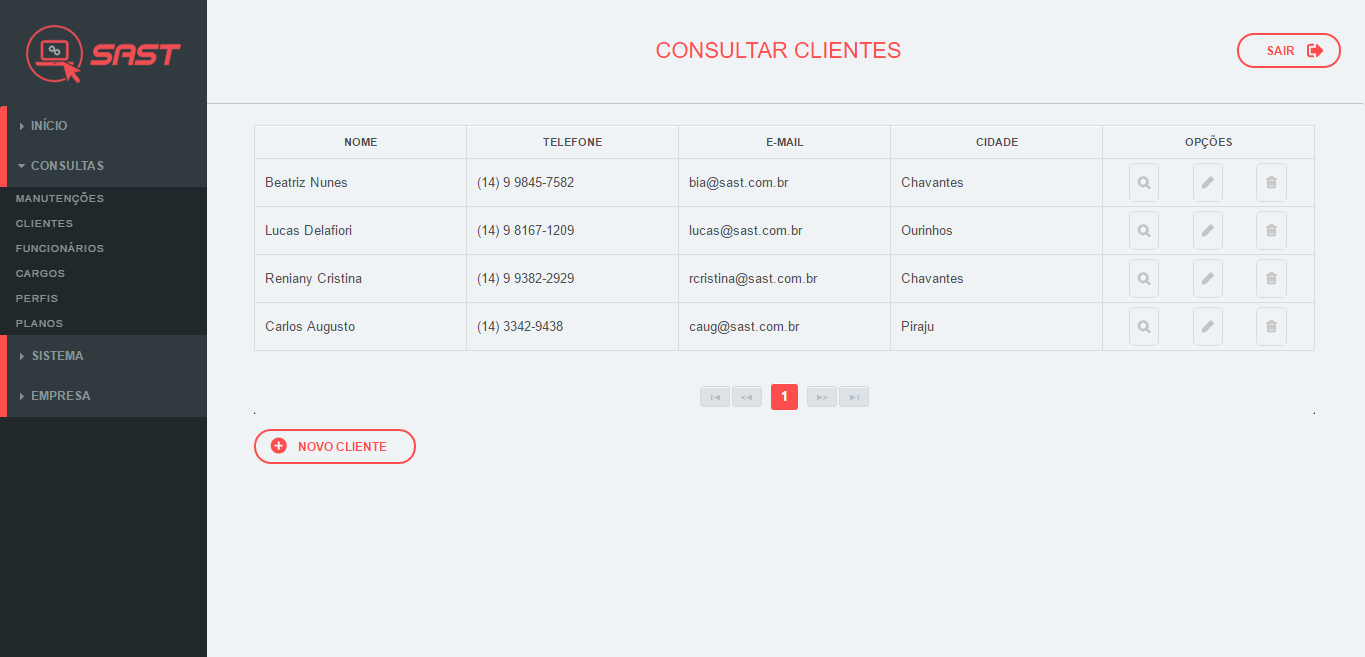 SAST
CONSULTAR CLIENTES
SAIR
INÍCIO
CONSULTAS
MANUTENÇÕES
CLIENTES
FUNCIONÁRIOS
CARGOS
PERFIS
PLANOS
SISTEMA
EMPRESA
NOME TELEFONE E-MAIL CIDADE OPÇÕES
Beatriz Nunes (14) 9 9845-7582 bia@sast.com.br Chavantes
Lucas Delafiori (14) 9 8167-1209 lucas@sast.com.br Ourinhos
Reniany Cristina (14) 9 9382-2929 rcristina@sast.com.br Chavantes
Carlos Augusto (14) 3342-9438 caug@sast.com.br Piraju
1
NOVO CLIENTE